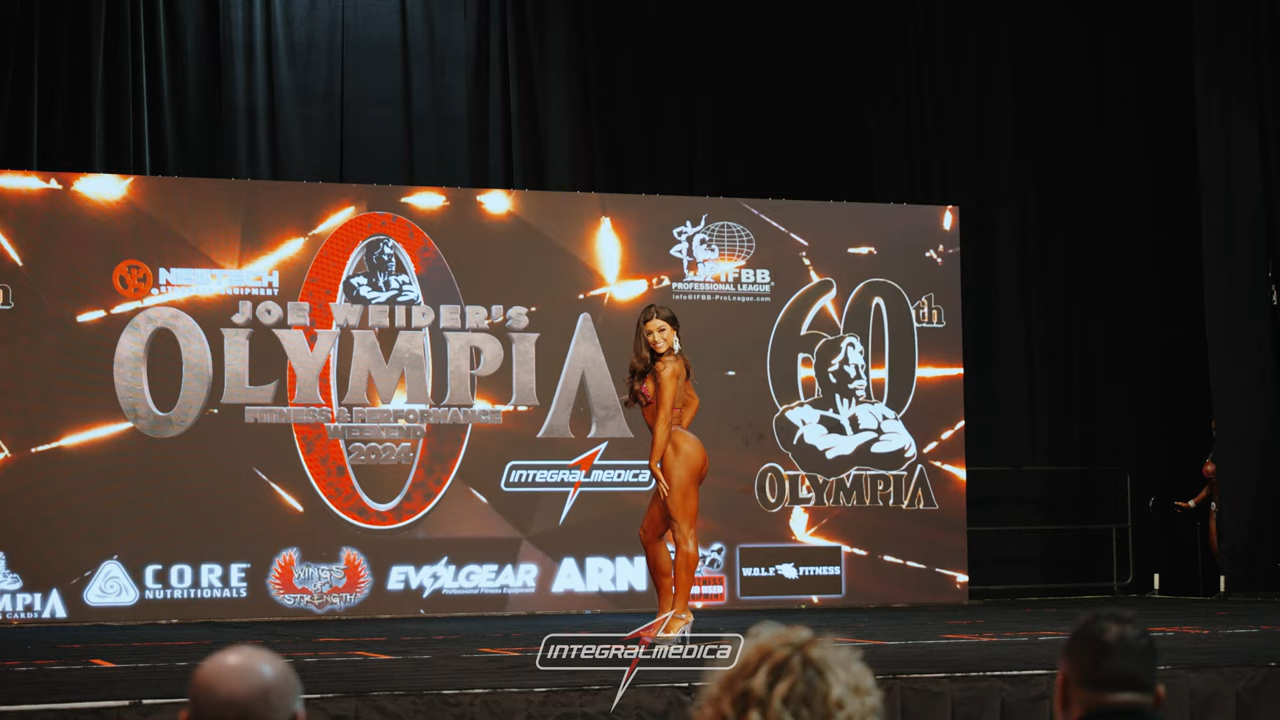 NEWTECH
JOE WEIDER'S
OLYMPIA
FITNESS & PERFORMANCE
WEEKEND
2024
INTEGRALMEDICA
IFBB
PROFESSIONAL LEAGUE
Info@IFBB-ProLeague.com
60th
OLYMPIA
CARDS
CORE
NUTRITIONALS
WINGS
OF
STRENGTH
EVOLGEAR
Professional Fitness Equipment
ARN
W.O.L.F FITNESS
INTEGRALMEDICA